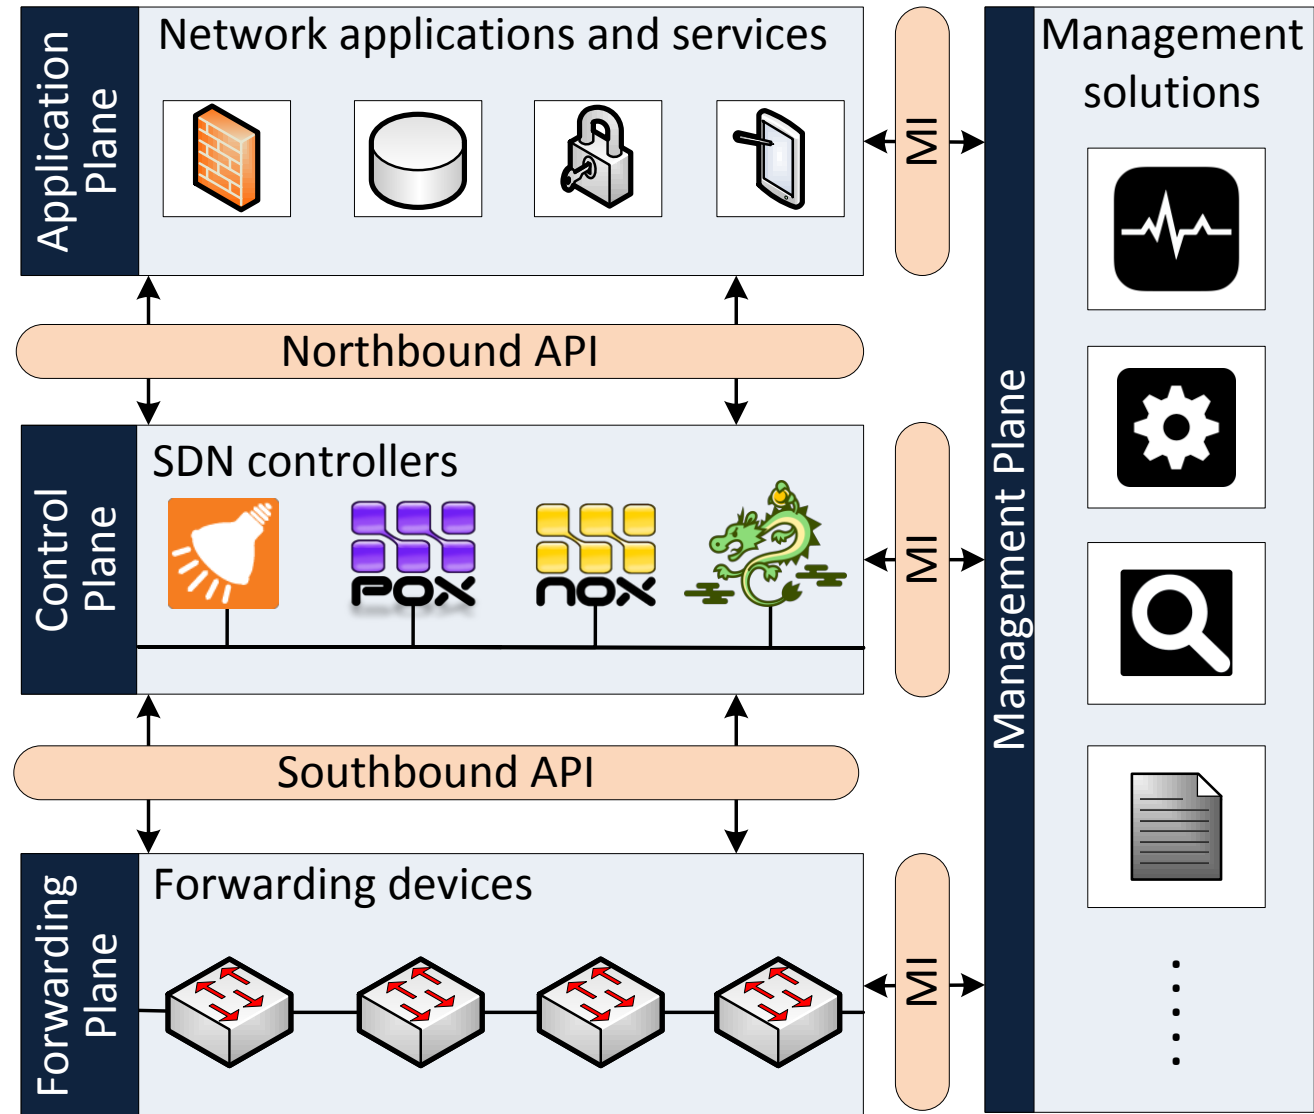 Network applications and services
Application
Plane
MI
Northbound API
SDN controllers
Control
Plane
POX
nox
MI
Southbound API
Forwarding devices
Forwarding
Plane
MI
Management Plane
Management
solutions